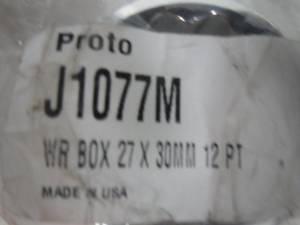 Proto
J1077M
WR BOX 27 X 30MM 12 PT
MADE IN USA